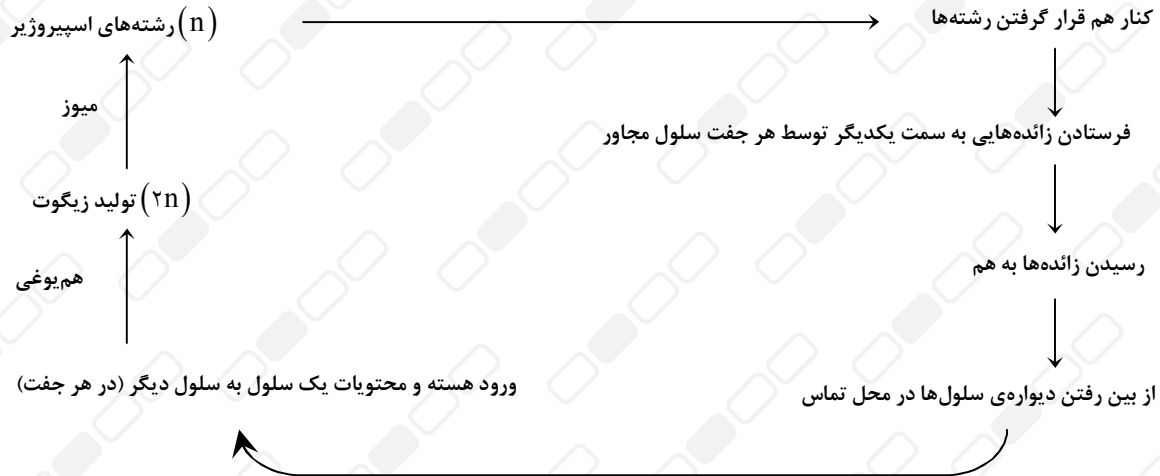 رشته‌های اسپیروژیر (n)
کنار هم قرار گرفتن رشته‌ها
میوز
فرستادن زائده‌هایی به سمت یکدیگر توسط هر جفت سلول مجاور
تولید زیگوت (۲n)
رسیدن زائده‌ها به هم
هم‌یوغی
ورود هسته و محتویات یک سلول به سلول دیگر (در هر جفت)
از بین رفتن دیواره‌ی سلول‌ها در محل تماس